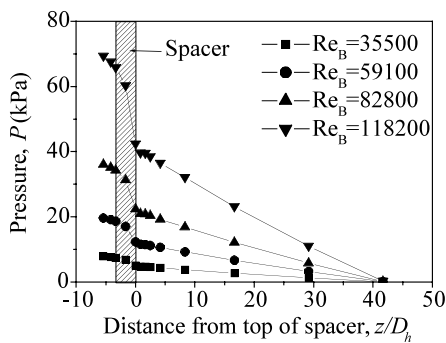 80
60
40
20
0
Pressure, P (kPa)
Spacer
Re_B=35500
Re_B=59100
Re_B=82800
Re_B=118200
-10 0 10 20 30 40 50
Distance from top of spacer, z/D_h